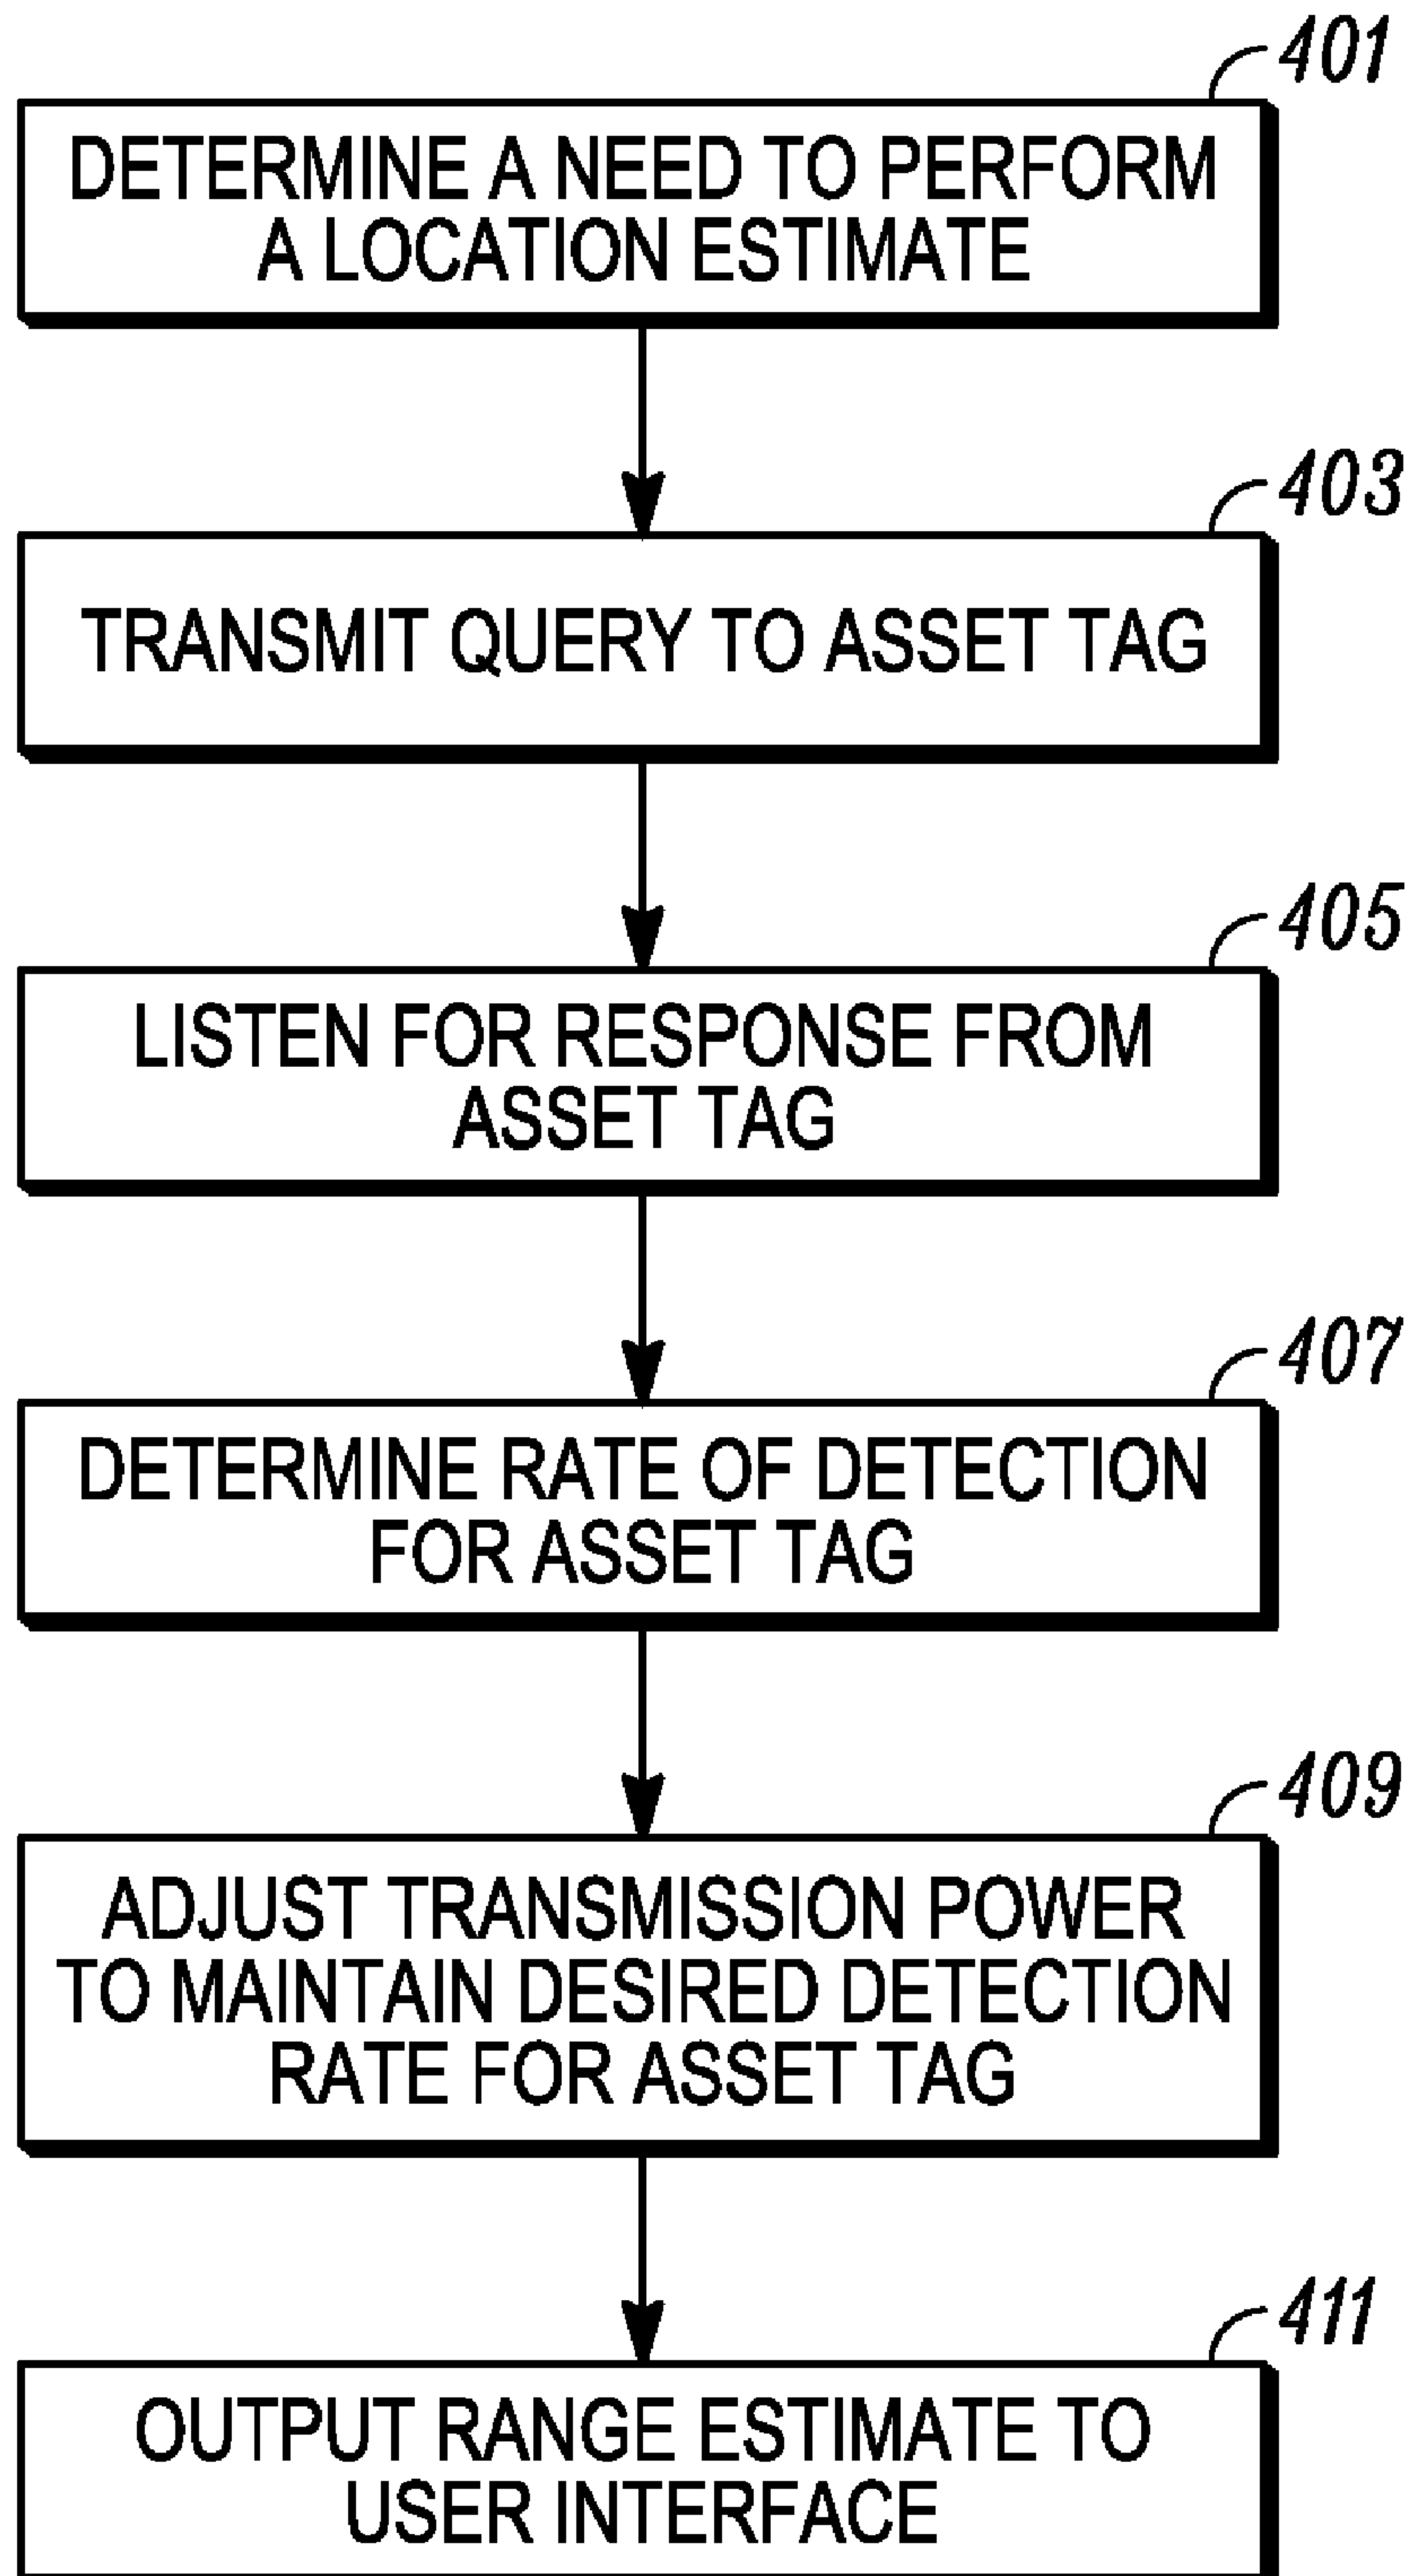 401
DETERMINE A NEED TO PERFORM
A LOCATION ESTIMATE
403
TRANSMIT QUERY TO ASSET TAG
405
LISTEN FOR RESPONSE FROM
ASSET TAG
407
DETERMINE RATE OF DETECTION
FOR ASSET TAG
409
ADJUST TRANSMISSION POWER
TO MAINTAIN DESIRED DETECTION
RATE FOR ASSET TAG
411
OUTPUT RANGE ESTIMATE TO
USER INTERFACE